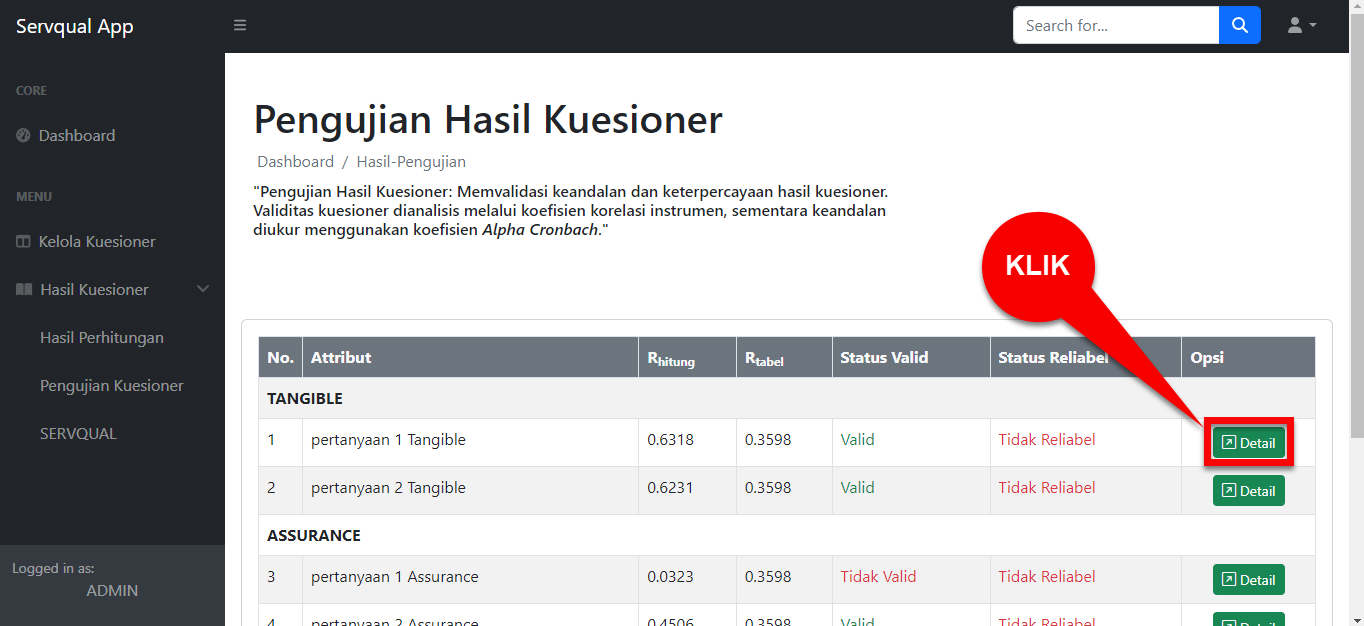 Servqual App
Search for...
CORE
Dashboard
MENU
Kelola Kuesioner
Hasil Kuesioner
Hasil Perhitungan
Pengujian Kuesioner
SERVQUAL
Logged in as:
ADMIN
Pengujian Hasil Kuesioner
Dashboard / Hasil-Pengujian
"Pengujian Hasil Kuesioner: Memvalidasi keandalan dan keterpercayaan hasil kuesioner.
Validitas kuesioner dianalisis melalui koefisien korelasi instrumen, sementara keandalan
diukur menggunakan koefisien Alpha Cronbach."
KLIK
No. Attribut Rhitung Rtabel Status Valid Status Reliabel Opsi
TANGIBLE
1 pertanyaan 1 Tangible 0.6318 0.3598 Valid Tidak Reliabel Detail
2 pertanyaan 2 Tangible 0.6231 0.3598 Valid Tidak Reliabel Detail
ASSURANCE
3 pertanyaan 1 Assurance 0.0323 0.3598 Tidak Valid Tidak Reliabel Detail
4 pertanyaan 2 Assurance 0.4506 0.3598 Valid Tidak Reliabel Detail